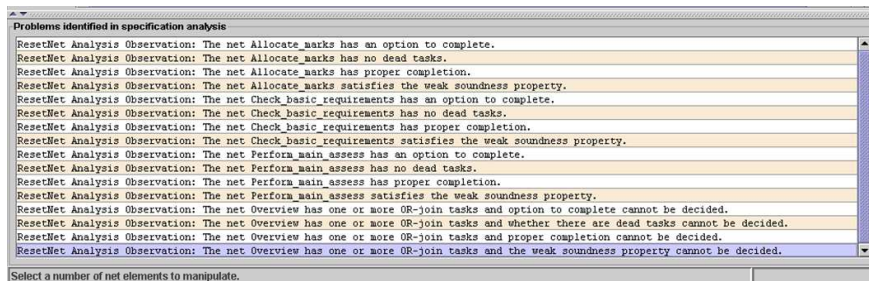 Problems identified in specification analysis
ResetNet Analysis Observation: The net Allocate_marks has an option to complete.
ResetNet Analysis Observation: The net Allocate_marks has no dead tasks.
ResetNet Analysis Observation: The net Allocate_marks has proper completion.
ResetNet Analysis Observation: The net Allocate_marks satisfies the weak soundness property.
ResetNet Analysis Observation: The net Check_basic_requirements has an option to complete.
ResetNet Analysis Observation: The net Check_basic_requirements has no dead tasks.
ResetNet Analysis Observation: The net Check_basic_requirements has proper completion.
ResetNet Analysis Observation: The net Check_basic_requirements satisfies the weak soundness property.
ResetNet Analysis Observation: The net Perform_main_assess has an option to complete.
ResetNet Analysis Observation: The net Perform_main_assess has no dead tasks.
ResetNet Analysis Observation: The net Perform_main_assess has proper completion.
ResetNet Analysis Observation: The net Perform_main_assess satisfies the weak soundness property.
ResetNet Analysis Observation: The net Overview has one or more OR-join tasks and option to complete cannot be decided.
ResetNet Analysis Observation: The net Overview has one or more OR-join tasks and whether there are dead tasks cannot be decided.
ResetNet Analysis Observation: The net Overview has one or more OR-join tasks and proper completion cannot be decided.
ResetNet Analysis Observation: The net Overview has one or more OR-join tasks and the weak soundness property cannot be decided.
Select a number of net elements to manipulate.